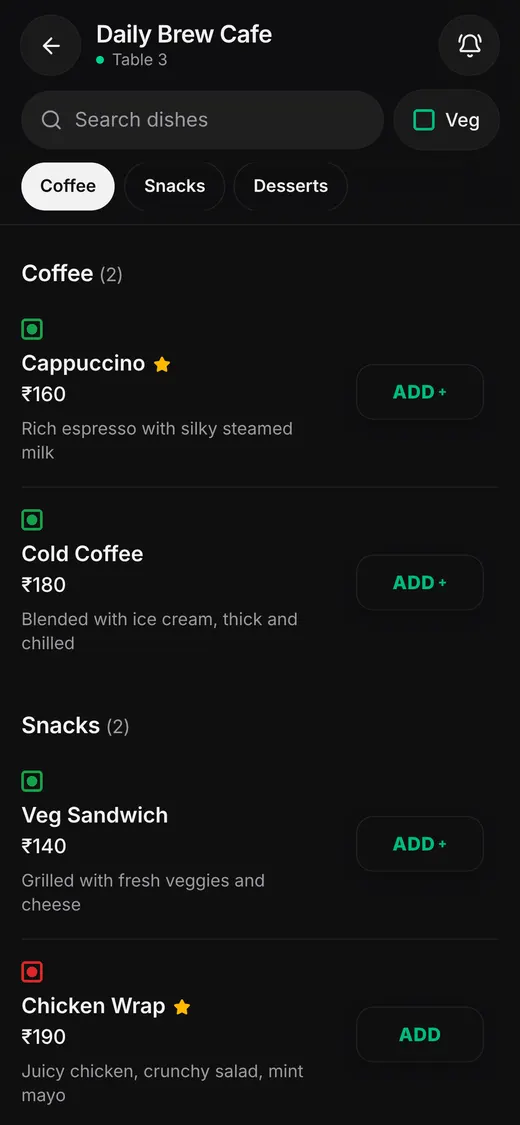 Daily Brew Cafe
Table 3
Search dishes
Veg
Coffee Snacks Desserts
Coffee (2)
Cappuccino
₹160
ADD +
Rich espresso with silky steamed
milk
Cold Coffee
₹180
ADD +
Blended with ice cream, thick and
chilled
Snacks (2)
Veg Sandwich
₹140
ADD +
Grilled with fresh veggies and
cheese
Chicken Wrap
₹190
ADD
Juicy chicken, crunchy salad, mint
mayo